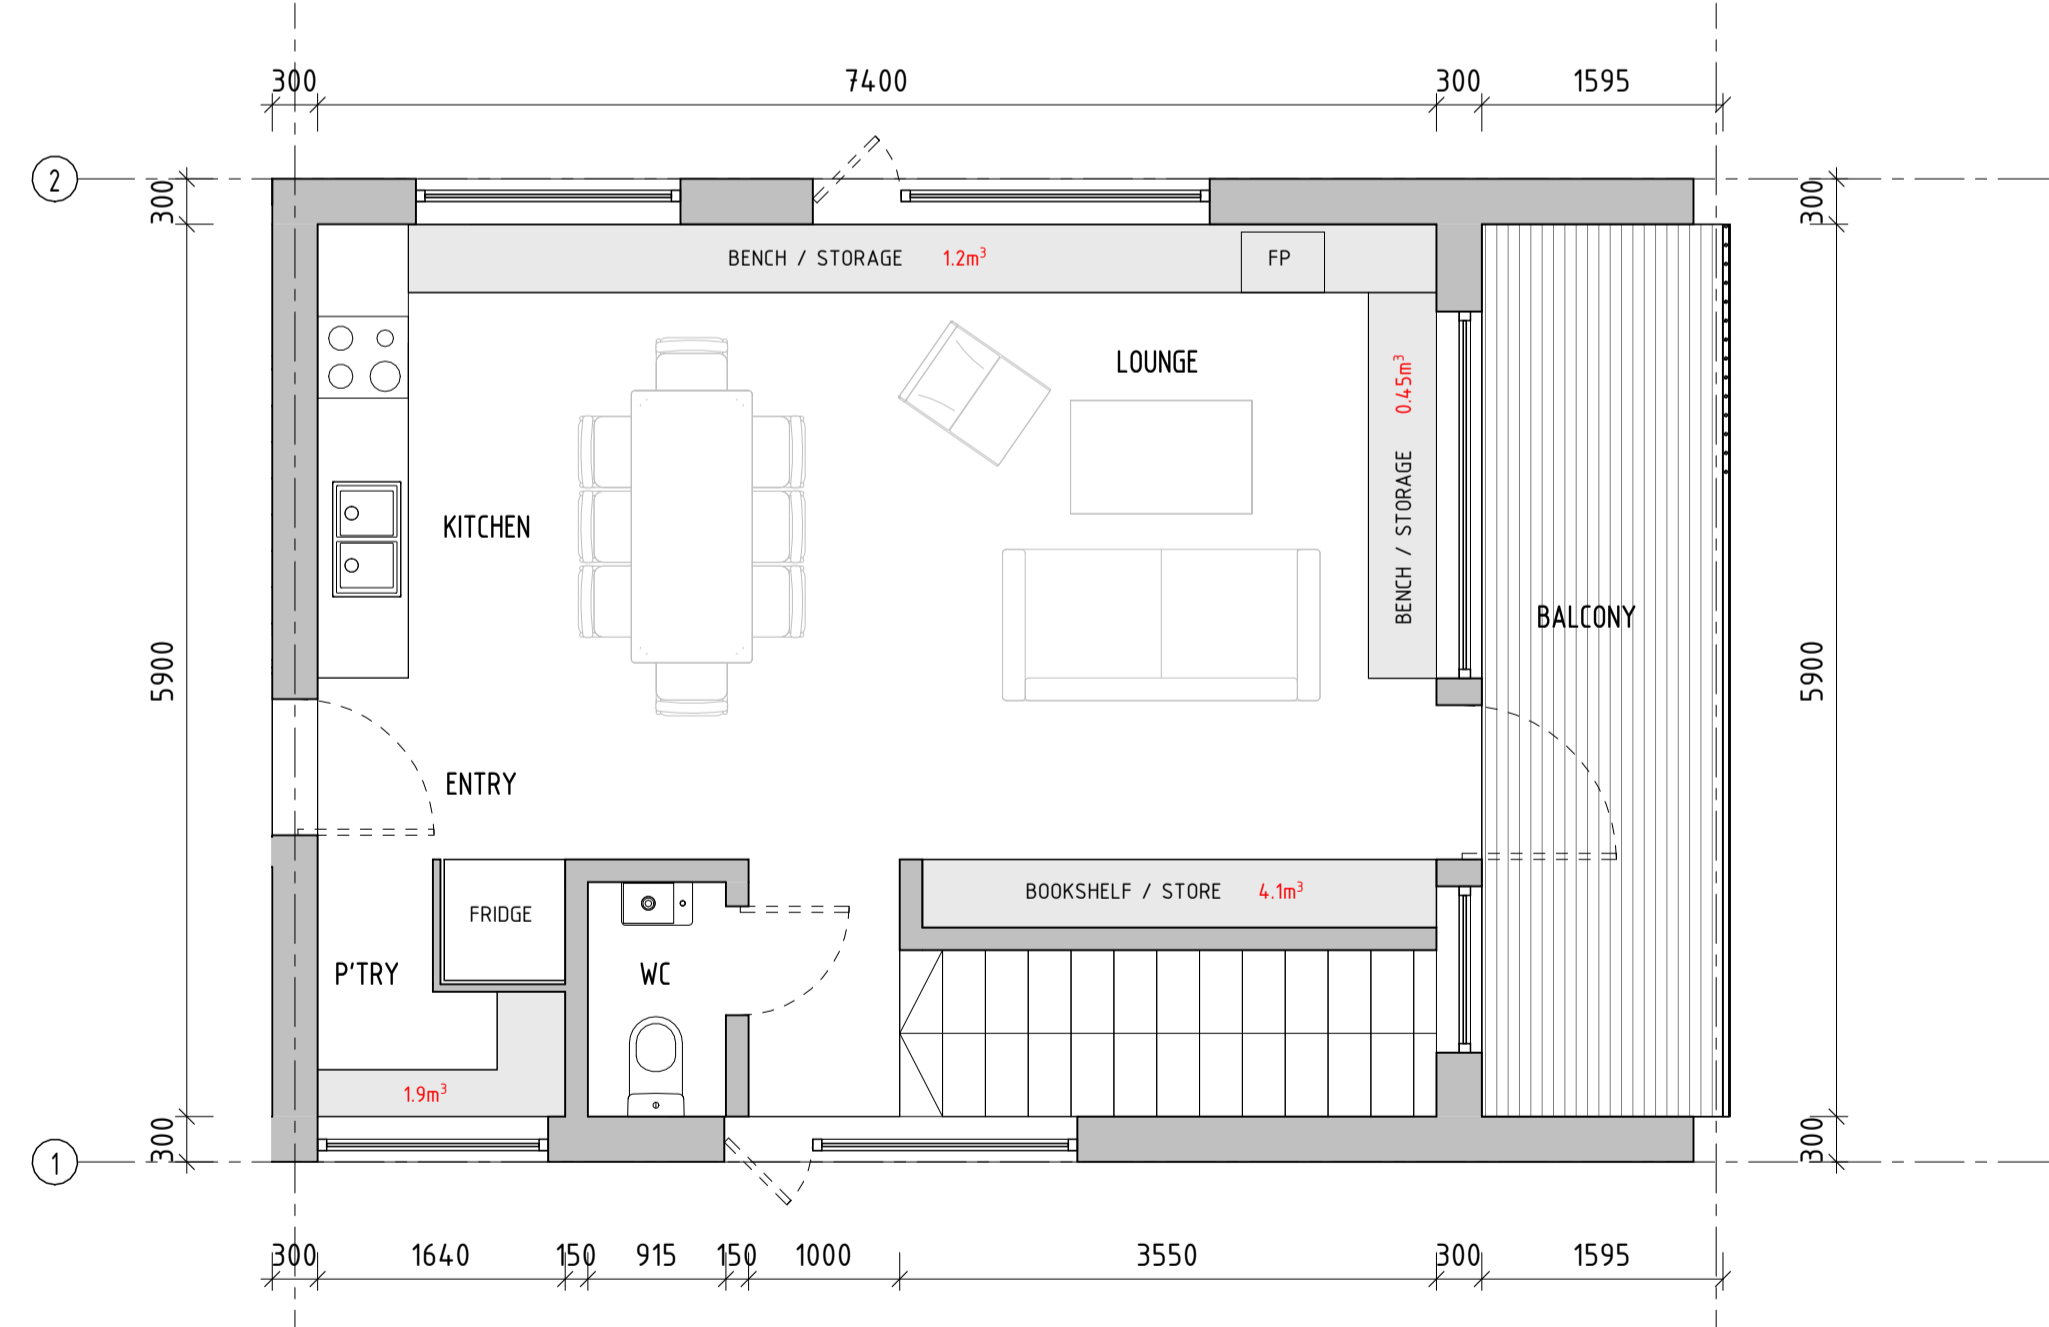 300 7400 300 1595
2
300
300
BENCH / STORAGE 1.2m³
FP
LOUNGE
BENCH / STORAGE 0.45m³
KITCHEN
BALCONY
5900
5900
ENTRY
BOOKSHELF / STORE 4.1m³
FRIDGE
P'TRY
WC
1.9m³
300
300
1
300 1640 150 915 150 1000 3550 300 1595